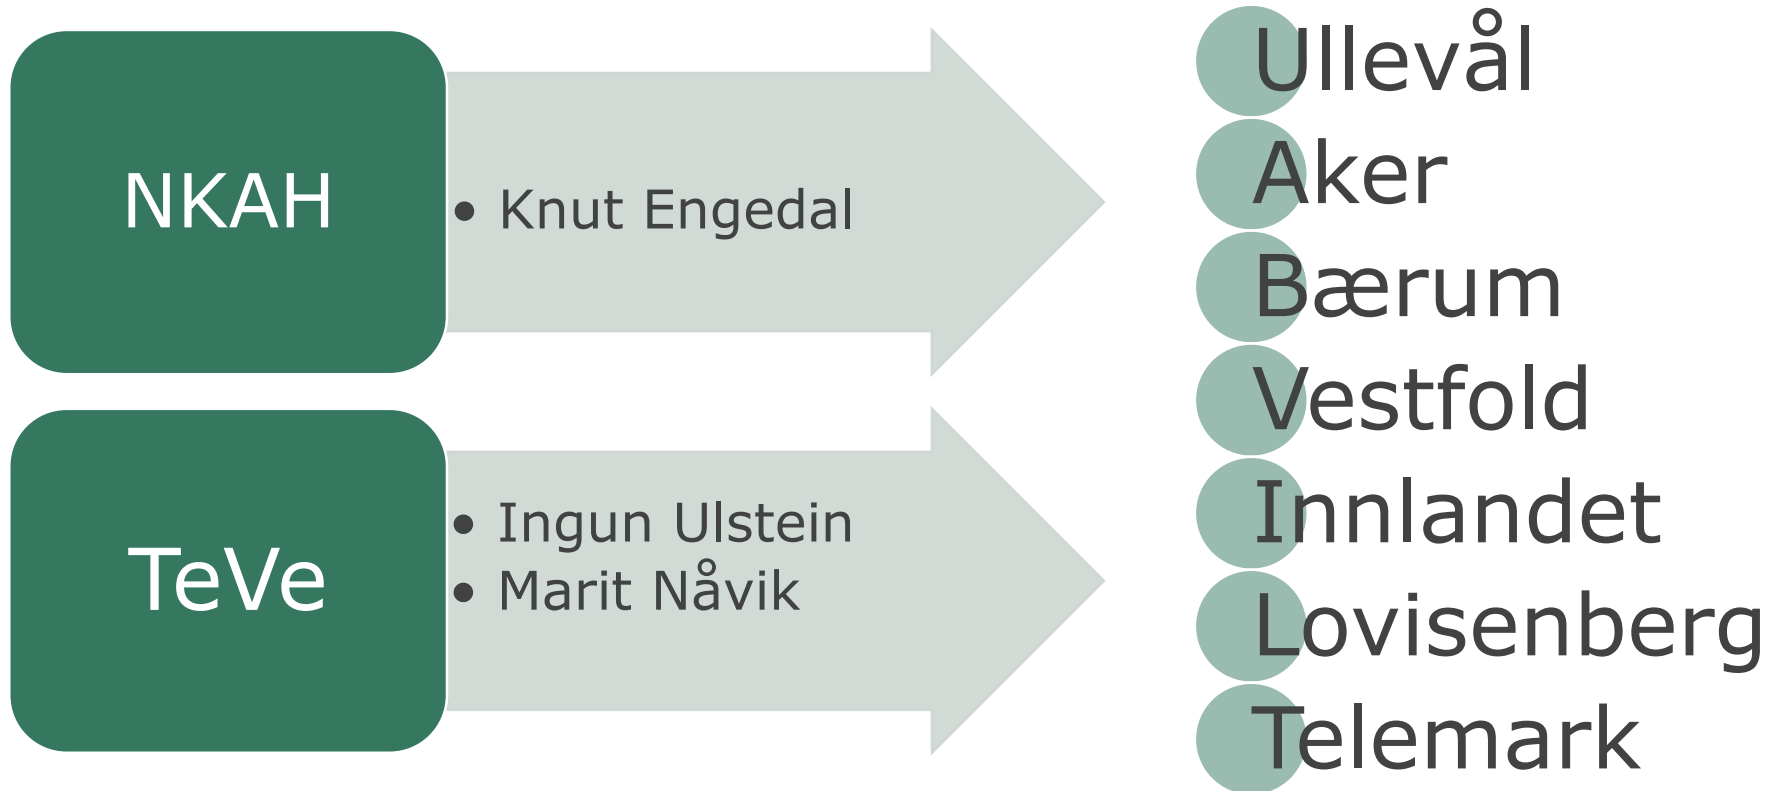 NKAH
• Knut Engedal
TeVe
• Ingun Ulstein
• Marit Nåvik
Ullevål
Aker
Bærum
Vestfold
Innlandet
Lovisenberg
Telemark